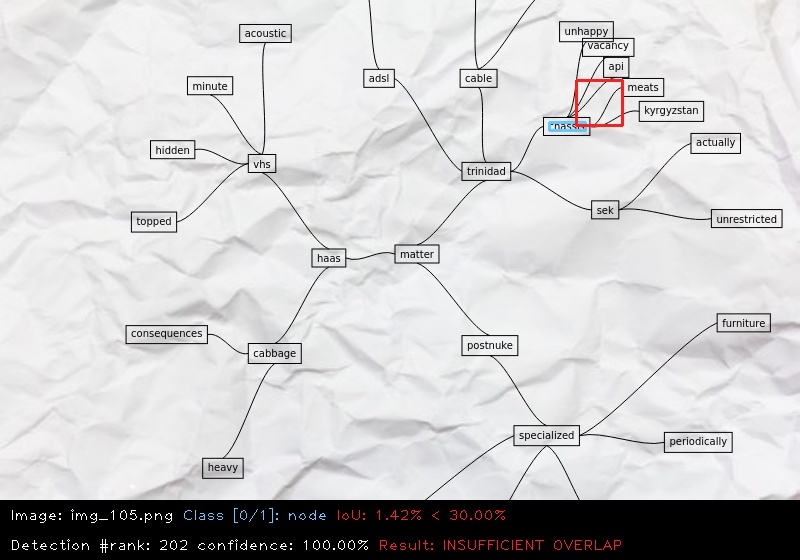 acoustic
unhappy
vacancy
api
adsl
cable
minute
meats
kyrgyzstan
actually
hidden
vhs
trinidad
sek
topped
unrestricted
haas
matter
consequences
furniture
cabbage
postnuke
specialized
periodically
heavy
Image: img_105.png Class [0/1]: node IoU: 1.42% < 30.00%
Detection #rank: 202 confidence: 100.00% Result: INSUFFICIENT OVERLAP